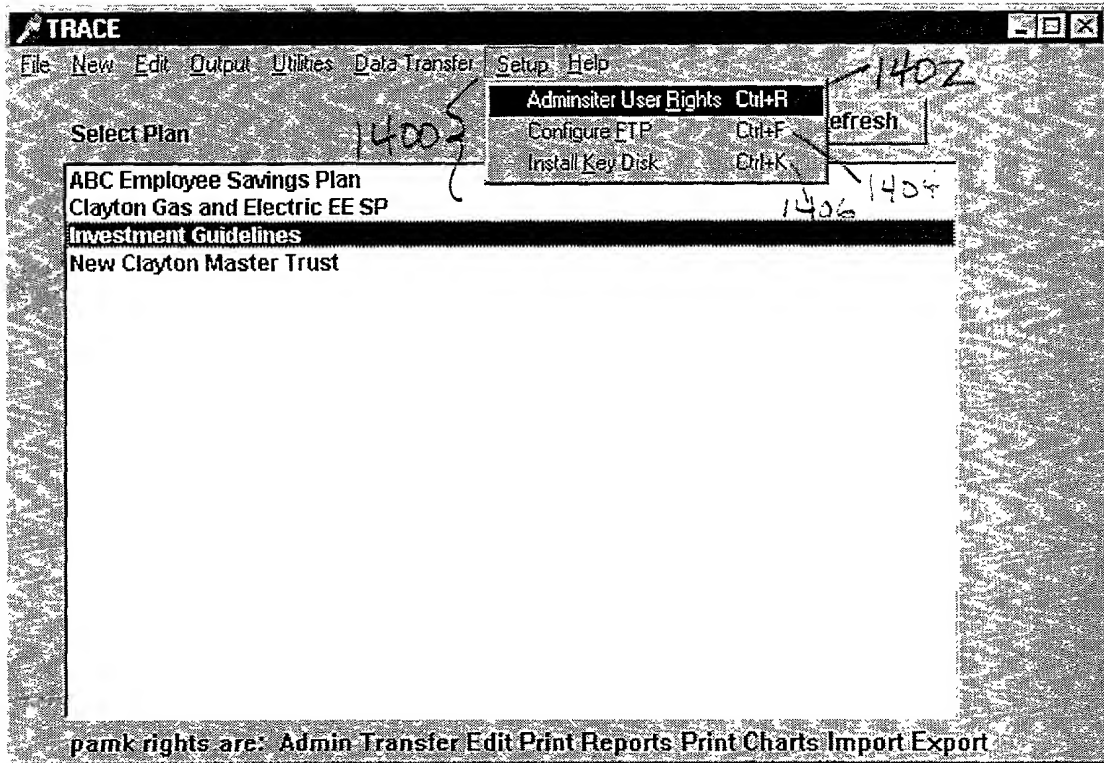 TRACE
File New Edit Output Utilities Data Transfer Setup Help
1402
Adminsiter User Rights Ctrl+R
Select Plan
1400
Configure FTP Ctrl+F
efresh
Install Key Disk Ctrl+K
ABC Employee Savings Plan
1404
Clayton Gas and Electric EE SP
1406
Investment Guidelines
New Clayton Master Trust
pamk rights are: Admin Transfer Edit Print Reports Print Charts Import Export